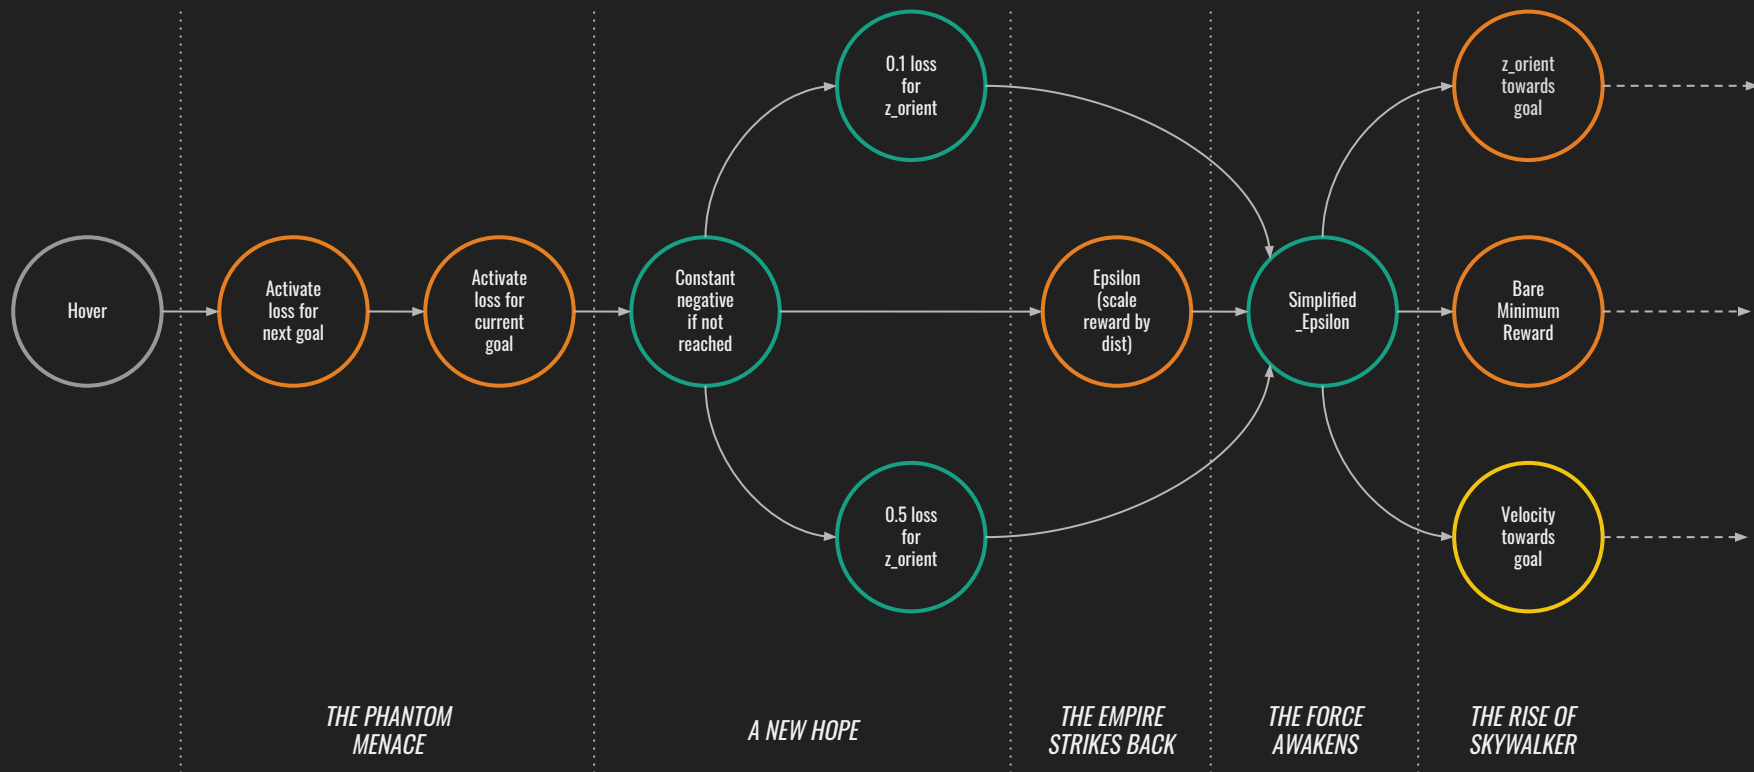 Hover
Activate
loss for
next goal
Activate
loss for
current
goal
Constant
negative
if not
reached
0.1 loss
for
z_orient
0.5 loss
for
z_orient
Epsilon
(scale
reward by
dist)
Simplified
_Epsilon
z_orient
towards
goal
Bare
Minimum
Reward
Velocity
towards
goal
THE PHANTOM
MENACE
A NEW HOPE
THE EMPIRE
STRIKES BACK
THE FORCE
AWAKENS
THE RISE OF
SKYWALKER